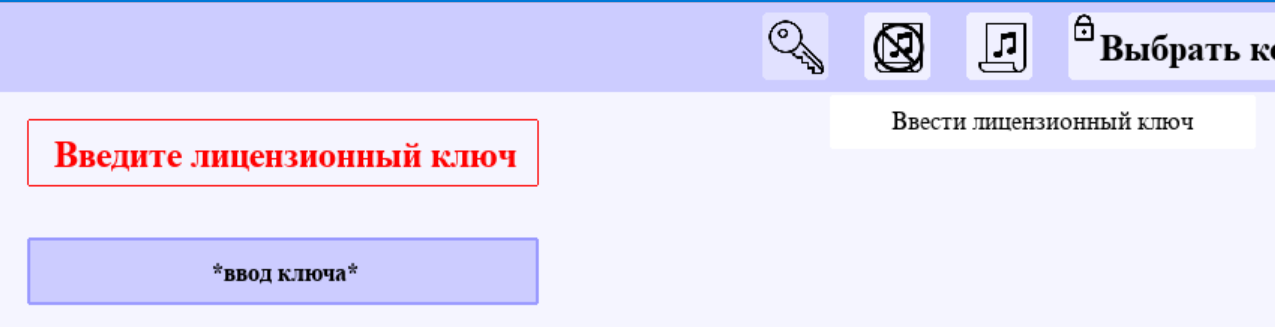 Выбрать
Ввести лицензионный ключ
Введите лицензионный ключ
*ввод ключа*